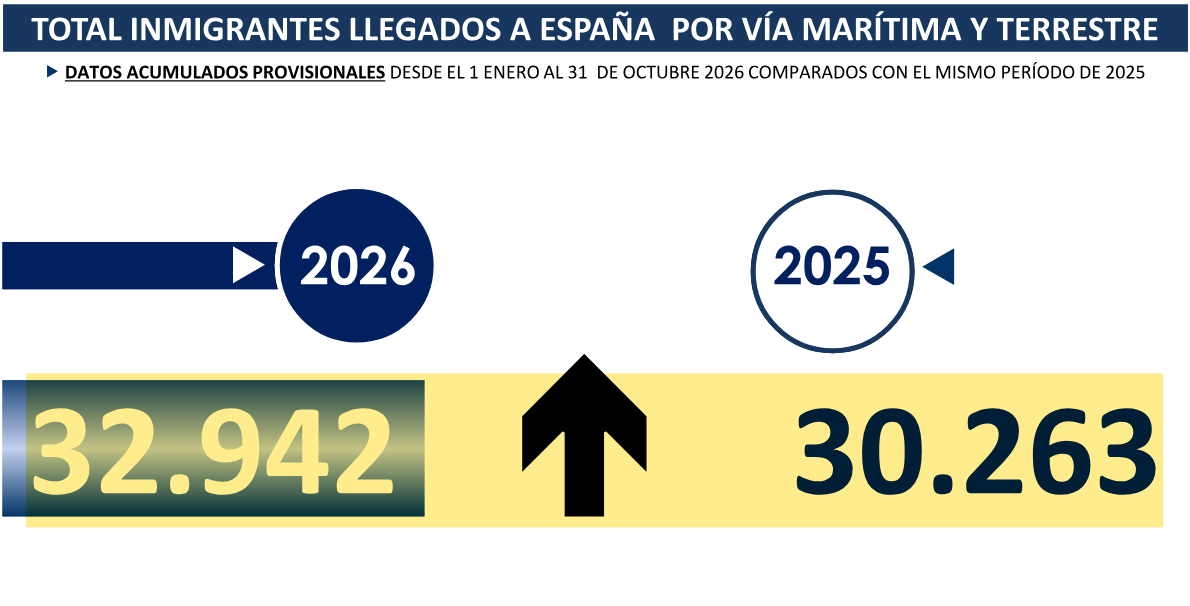 TOTAL INMIGRANTES LLEGADOS A ESPAÑA POR VÍA MARÍTIMA Y TERRESTRE
DATOS ACUMULADOS PROVISIONALES DESDE EL 1 ENERO AL 31 DE OCTUBRE 2026 COMPARADOS CON EL MISMO PERÍODO DE 2025
2026
2025
32.942
30.263